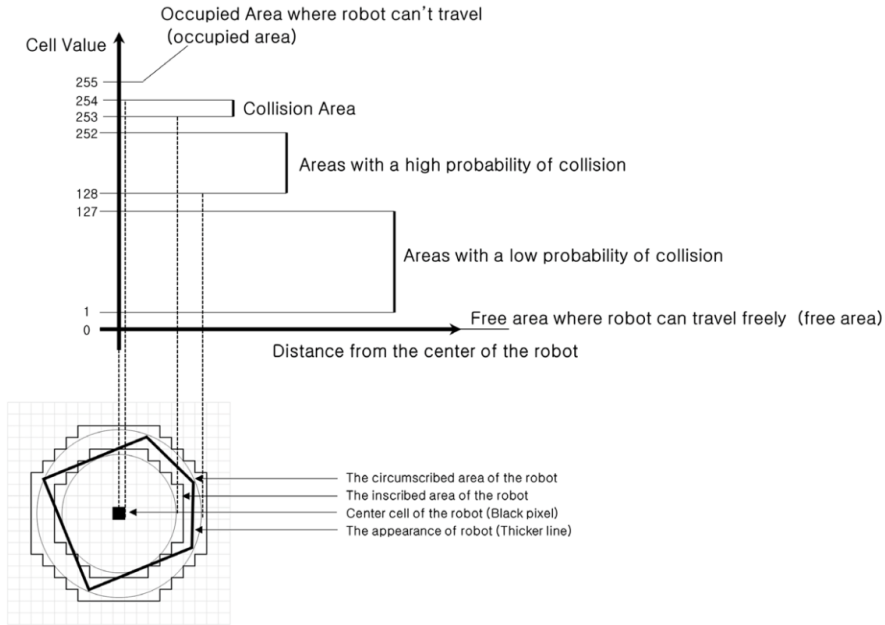 Occupied Area where robot can't travel
(occupied area)
Cell Value
255
254
Collision Area
253
252
Areas with a high probability of collision
128
127
Areas with a low probability of collision
1
Free area where robot can travel freely (free area)
0
Distance from the center of the robot
The circumscribed area of the robot
The inscribed area of the robot
Center cell of the robot (Black pixel)
The appearance of robot (Thicker line)